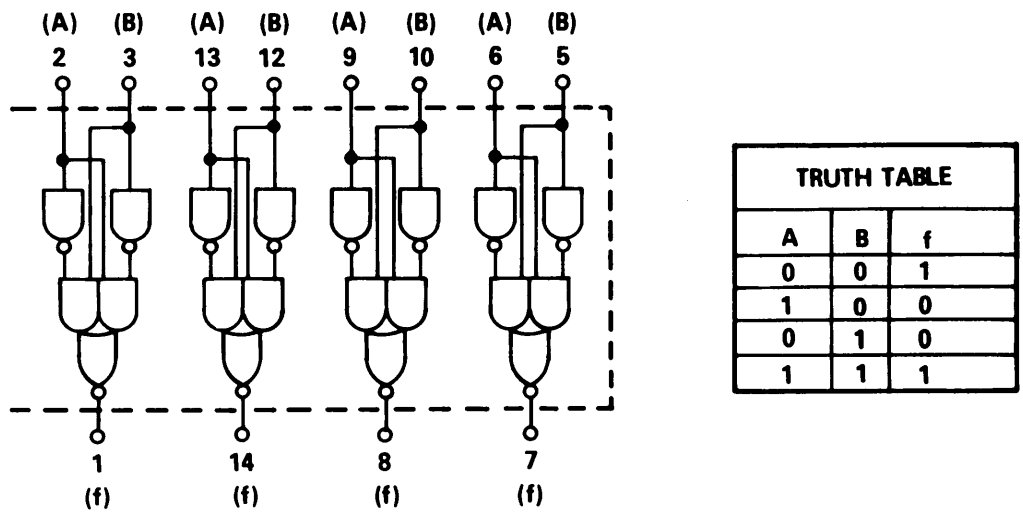 (A) (B) (A) (B) (A) (B) (A) (B)
2 3 13 12 9 10 6 5
1 14 8 7
(f) (f) (f) (f)
TRUTH TABLE
A B f
0 0 1
1 0 0
0 1 0
1 1 1